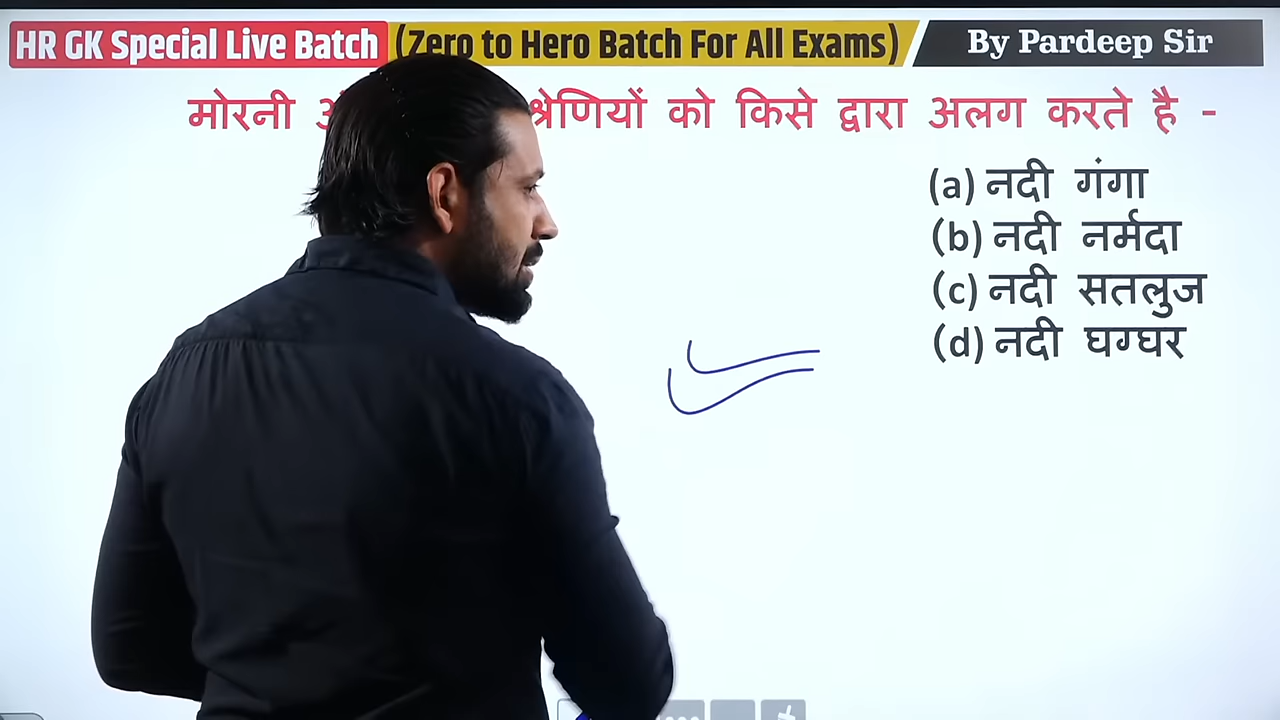 HR GK Special Live Batch (Zero to Hero Batch For All Exams) By Pardeep Sir
मोरनी श्रेणियों को किसे द्वारा अलग करते है -
(a) नदी गंगा
(b) नदी नर्मदा
(c) नदी सतलुज
(d) नदी घग्घर